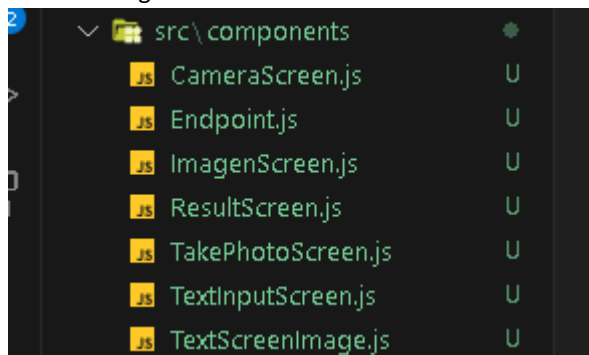 2
src\components
JS CameraScreen.js U
JS Endpoint.js U
JS ImagenScreen.js U
JS ResultScreen.js U
JS TakePhotoScreen.js U
JS TextInputScreen.js U
JS TextScreenImage.js U